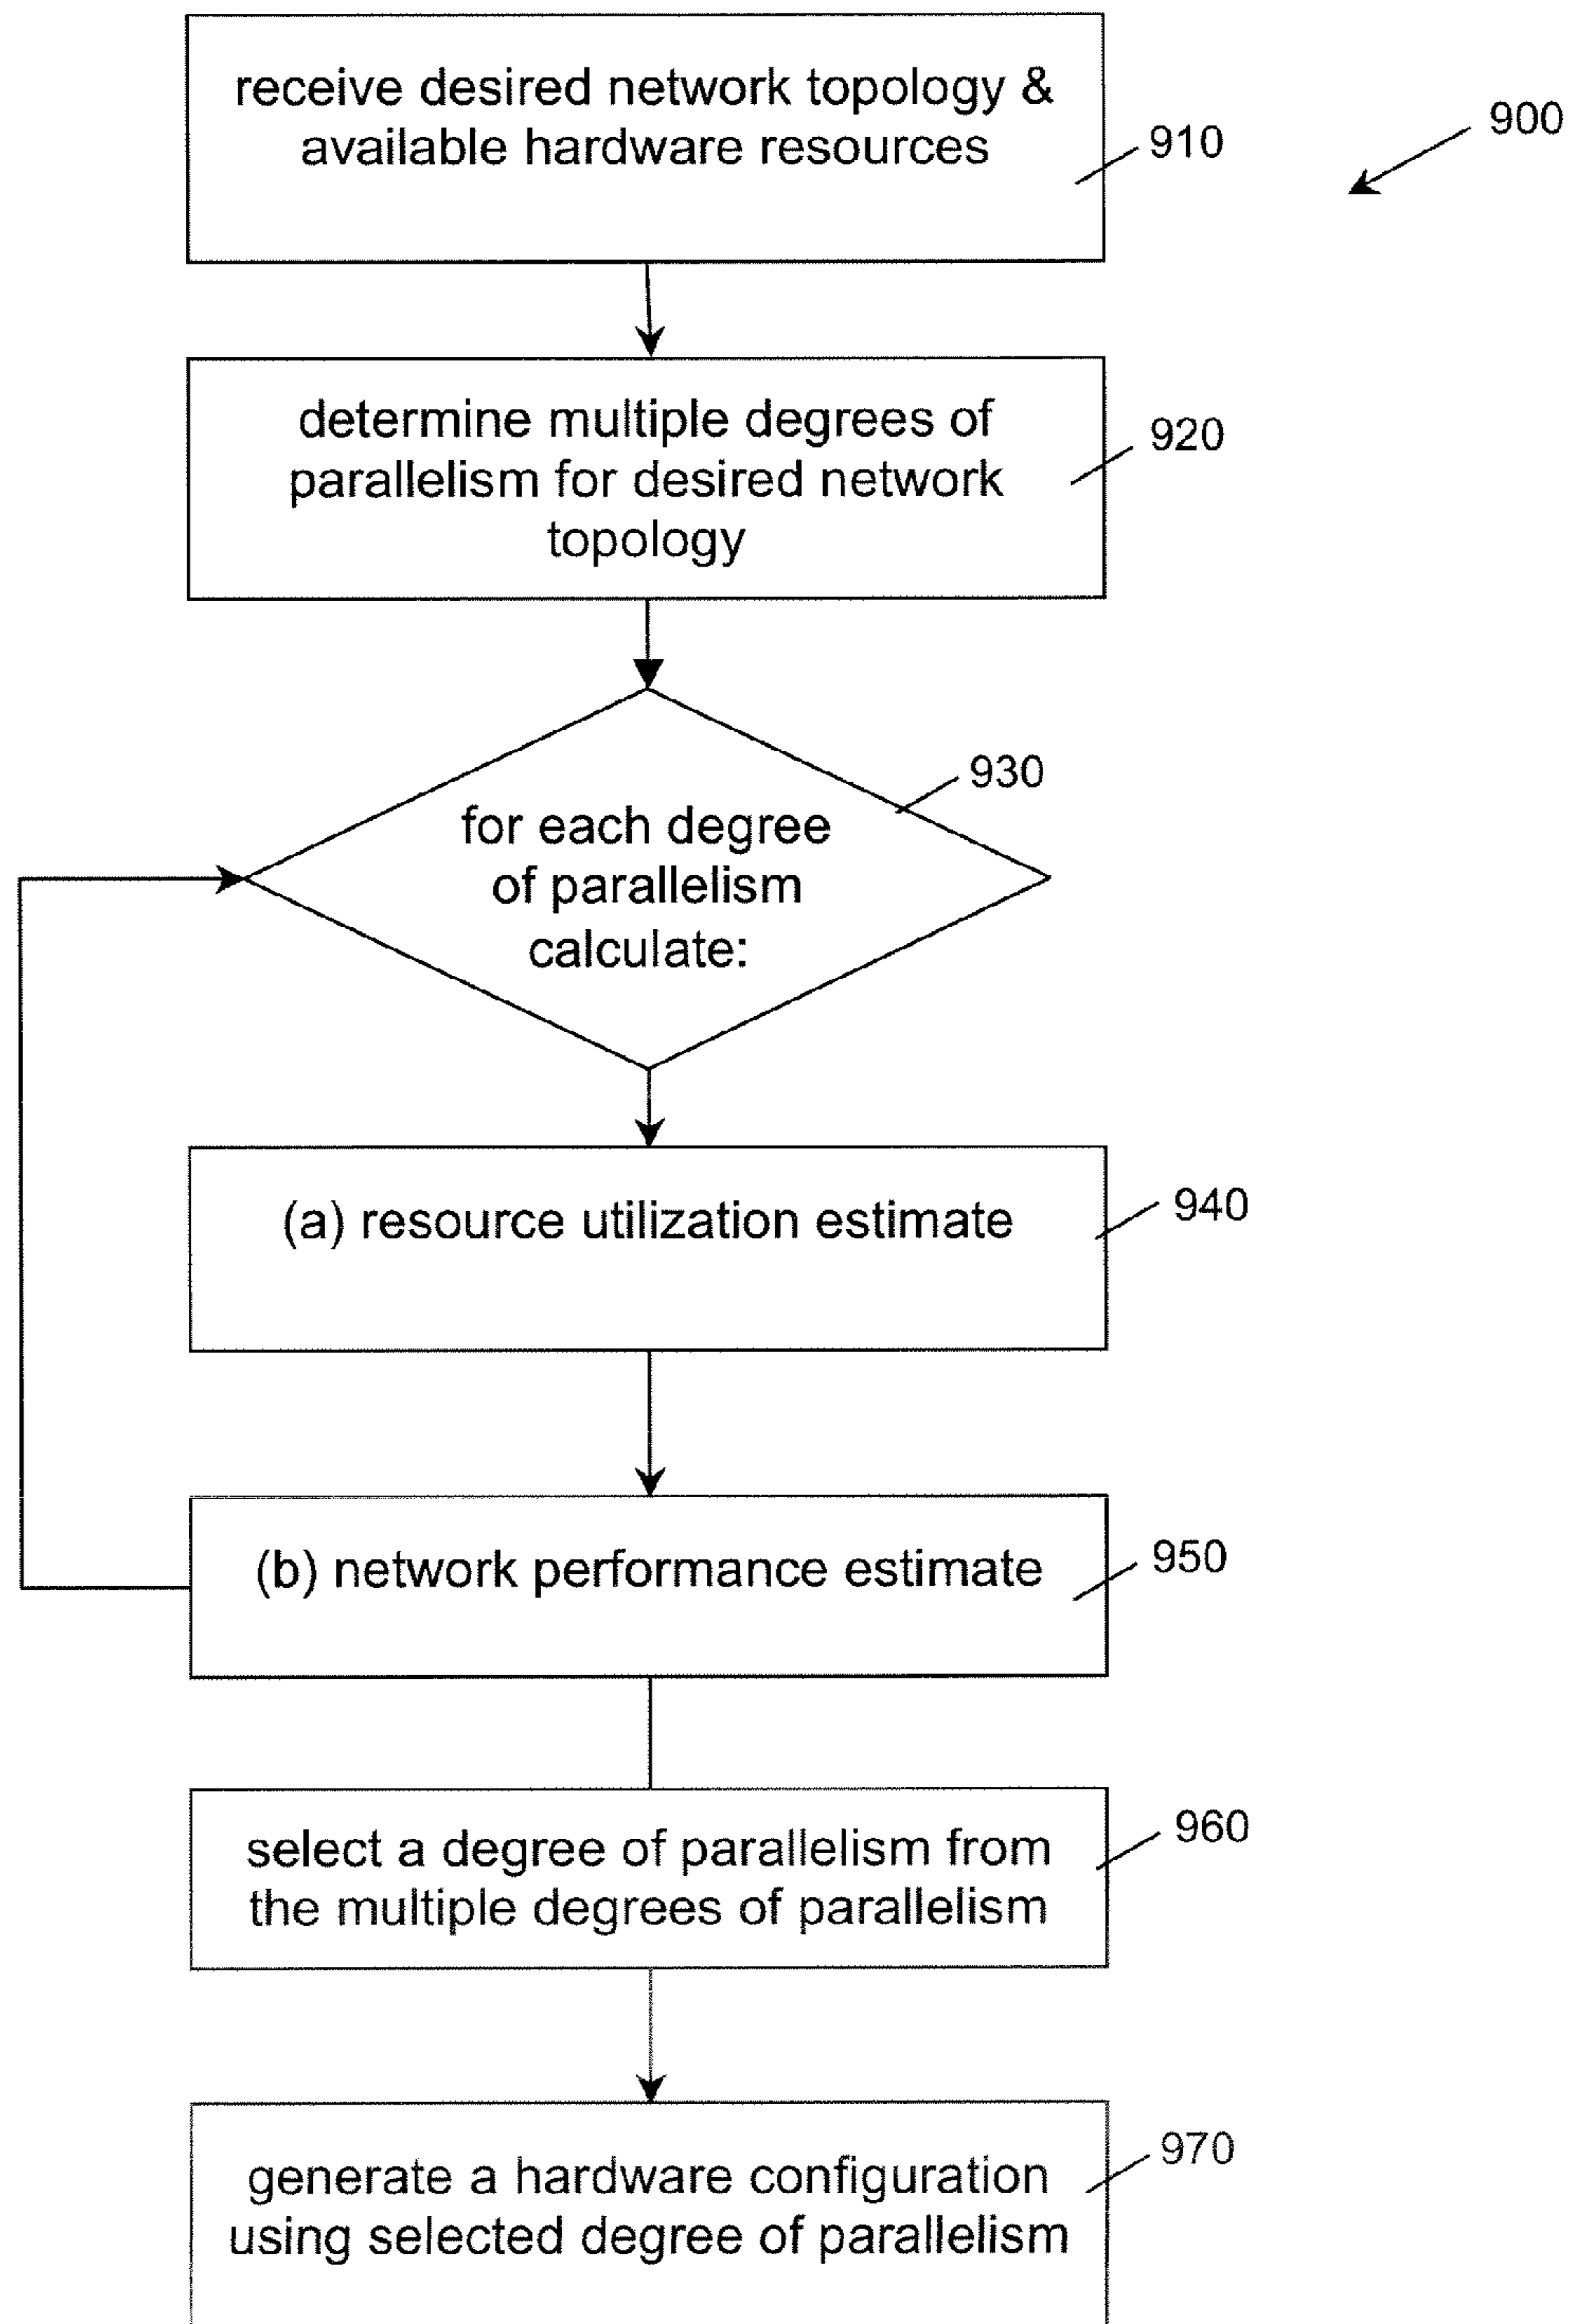 receive desired network topology &
available hardware resources
910
900
determine multiple degrees of
parallelism for desired network
topology
920
930
for each degree
of parallelism
calculate:
(a) resource utilization estimate
940
(b) network performance estimate
950
select a degree of parallelism from
the multiple degrees of parallelism
960
generate a hardware configuration
using selected degree of parallelism
970